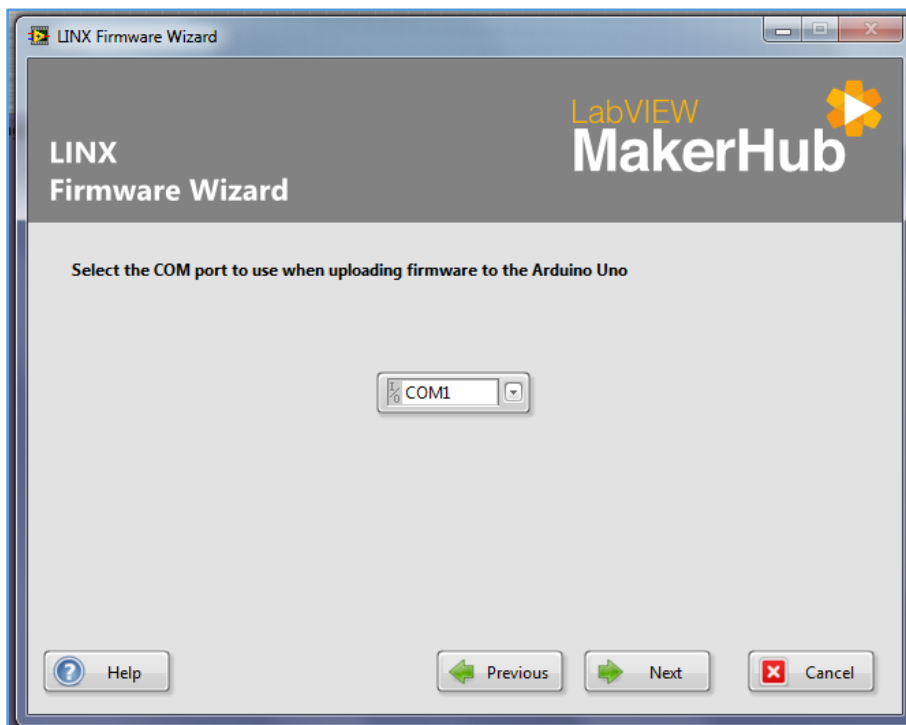 LINX Firmware Wizard
LabVIEW
MakerHub
LINX
Firmware Wizard
Select the COM port to use when uploading firmware to the Arduino Uno
I/O COM1
Help
Previous
Next
Cancel